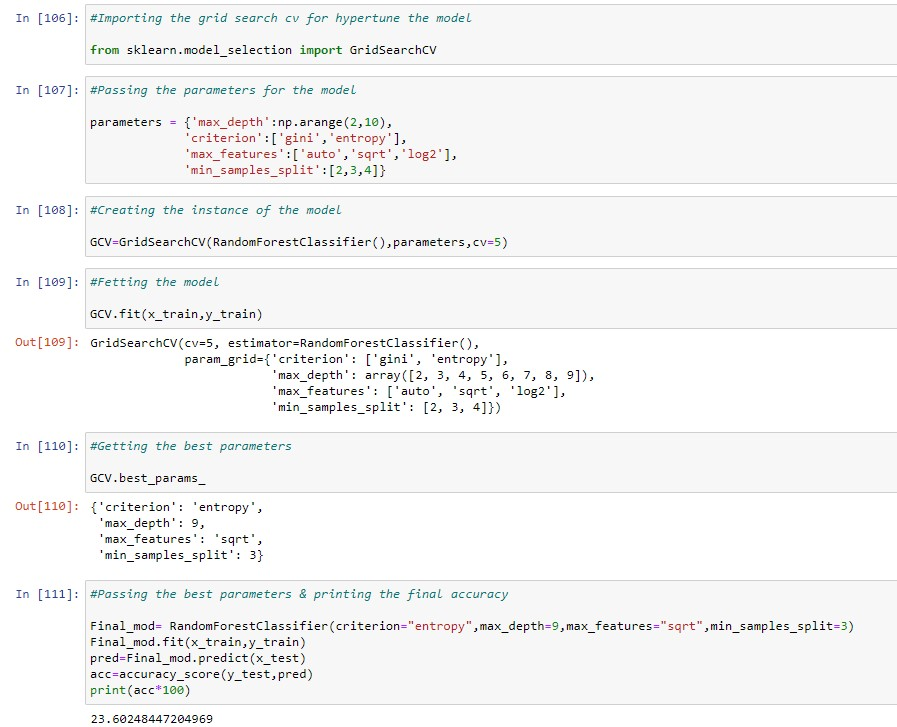 In [106]: #Importing the grid search cv for hypertune the model
from sklearn.model_selection import GridSearchCV
In [107]: #Passing the parameters for the model
parameters = {'max_depth':np.arange(2,10),
'criterion':['gini','entropy'],
'max_features':['auto','sqrt','log2'],
'min_samples_split':[2,3,4]}
In [108]: #Creating the instance of the model
GCV=GridSearchCV(RandomForestClassifier(),parameters,cv=5)
In [109]: #Fetting the model
GCV.fit(x_train,y_train)
Out[109]: GridSearchCV(cv=5, estimator=RandomForestClassifier(),
param_grid={'criterion': ['gini', 'entropy'],
'max_depth': array([2, 3, 4, 5, 6, 7, 8, 9]),
'max_features': ['auto', 'sqrt', 'log2'],
'min_samples_split': [2, 3, 4]})
In [110]: #Getting the best parameters
GCV.best_params_
Out[110]: {'criterion': 'entropy',
'max_depth': 9,
'max_features': 'sqrt',
'min_samples_split': 3}
In [111]: #Passing the best parameters & printing the final accuracy
Final_mod= RandomForestClassifier(criterion="entropy",max_depth=9,max_features="sqrt",min_samples_split=3)
Final_mod.fit(x_train,y_train)
pred=Final_mod.predict(x_test)
acc=accuracy_score(y_test,pred)
print(acc*100)
23.60248447204969